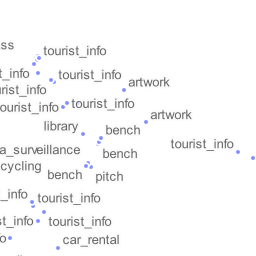 ss
tourist_info
t_info
tourist_info
artwork
rist_info
ourist_info
tourist_info
artwork
library
bench
tourist_info
a_surveillance
bench
cycling
bench
pitch
_info
tourist_info
st_info
tourist_info
o
car_rental